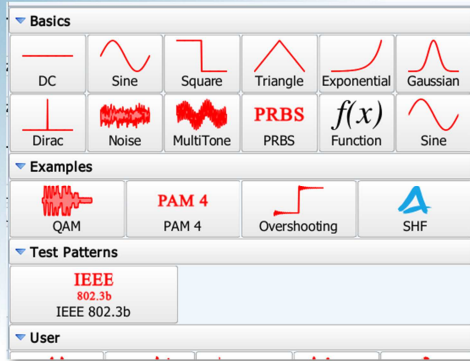 Basics
DC Sine Square Triangle Exponential Gaussian
PRBS f(x)
Dirac Noise MultiTone PRBS Function Sine
Examples
PAM 4
QAM PAM 4 Overshooting SHF
Test Patterns
IEEE
802.3b
IEEE 802.3b
User